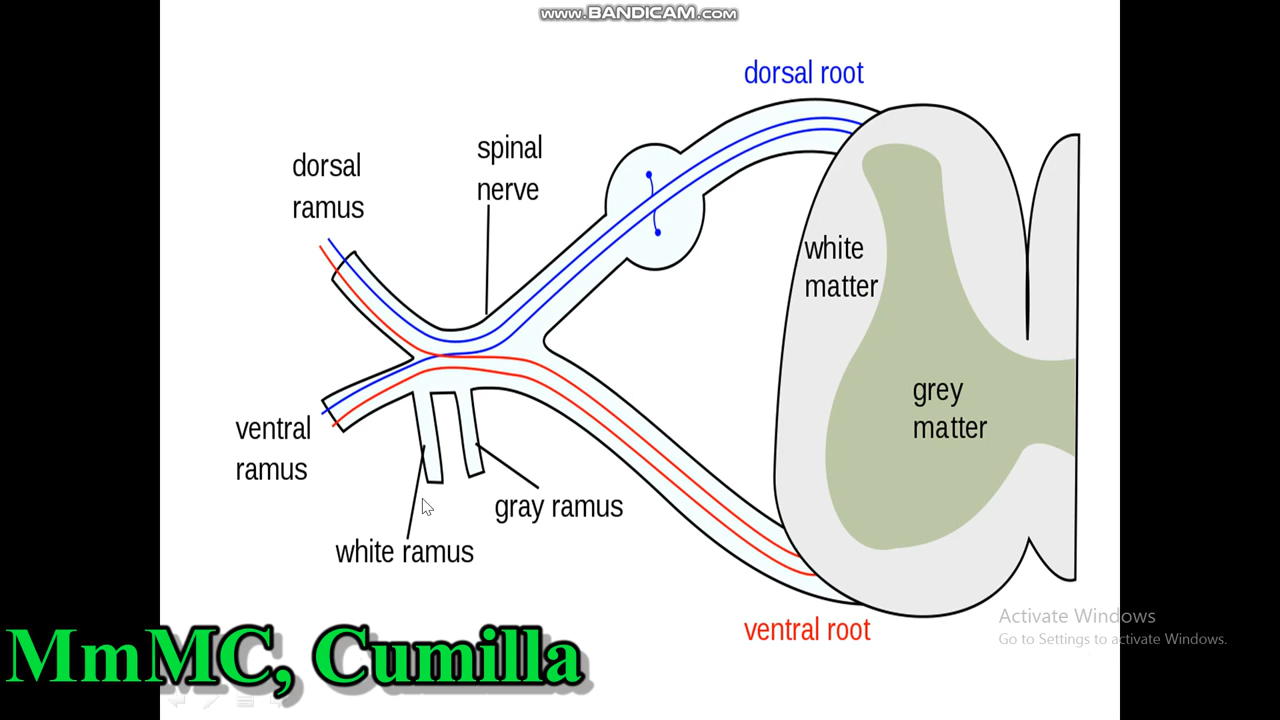 www.BANDICAM.com
dorsal root
spinal
nerve
dorsal
ramus
white
matter
grey
matter
ventral
ramus
gray ramus
white ramus
ventral root
Activate Windows
Go to Settings to activate Windows.
MmMC, Cumilla